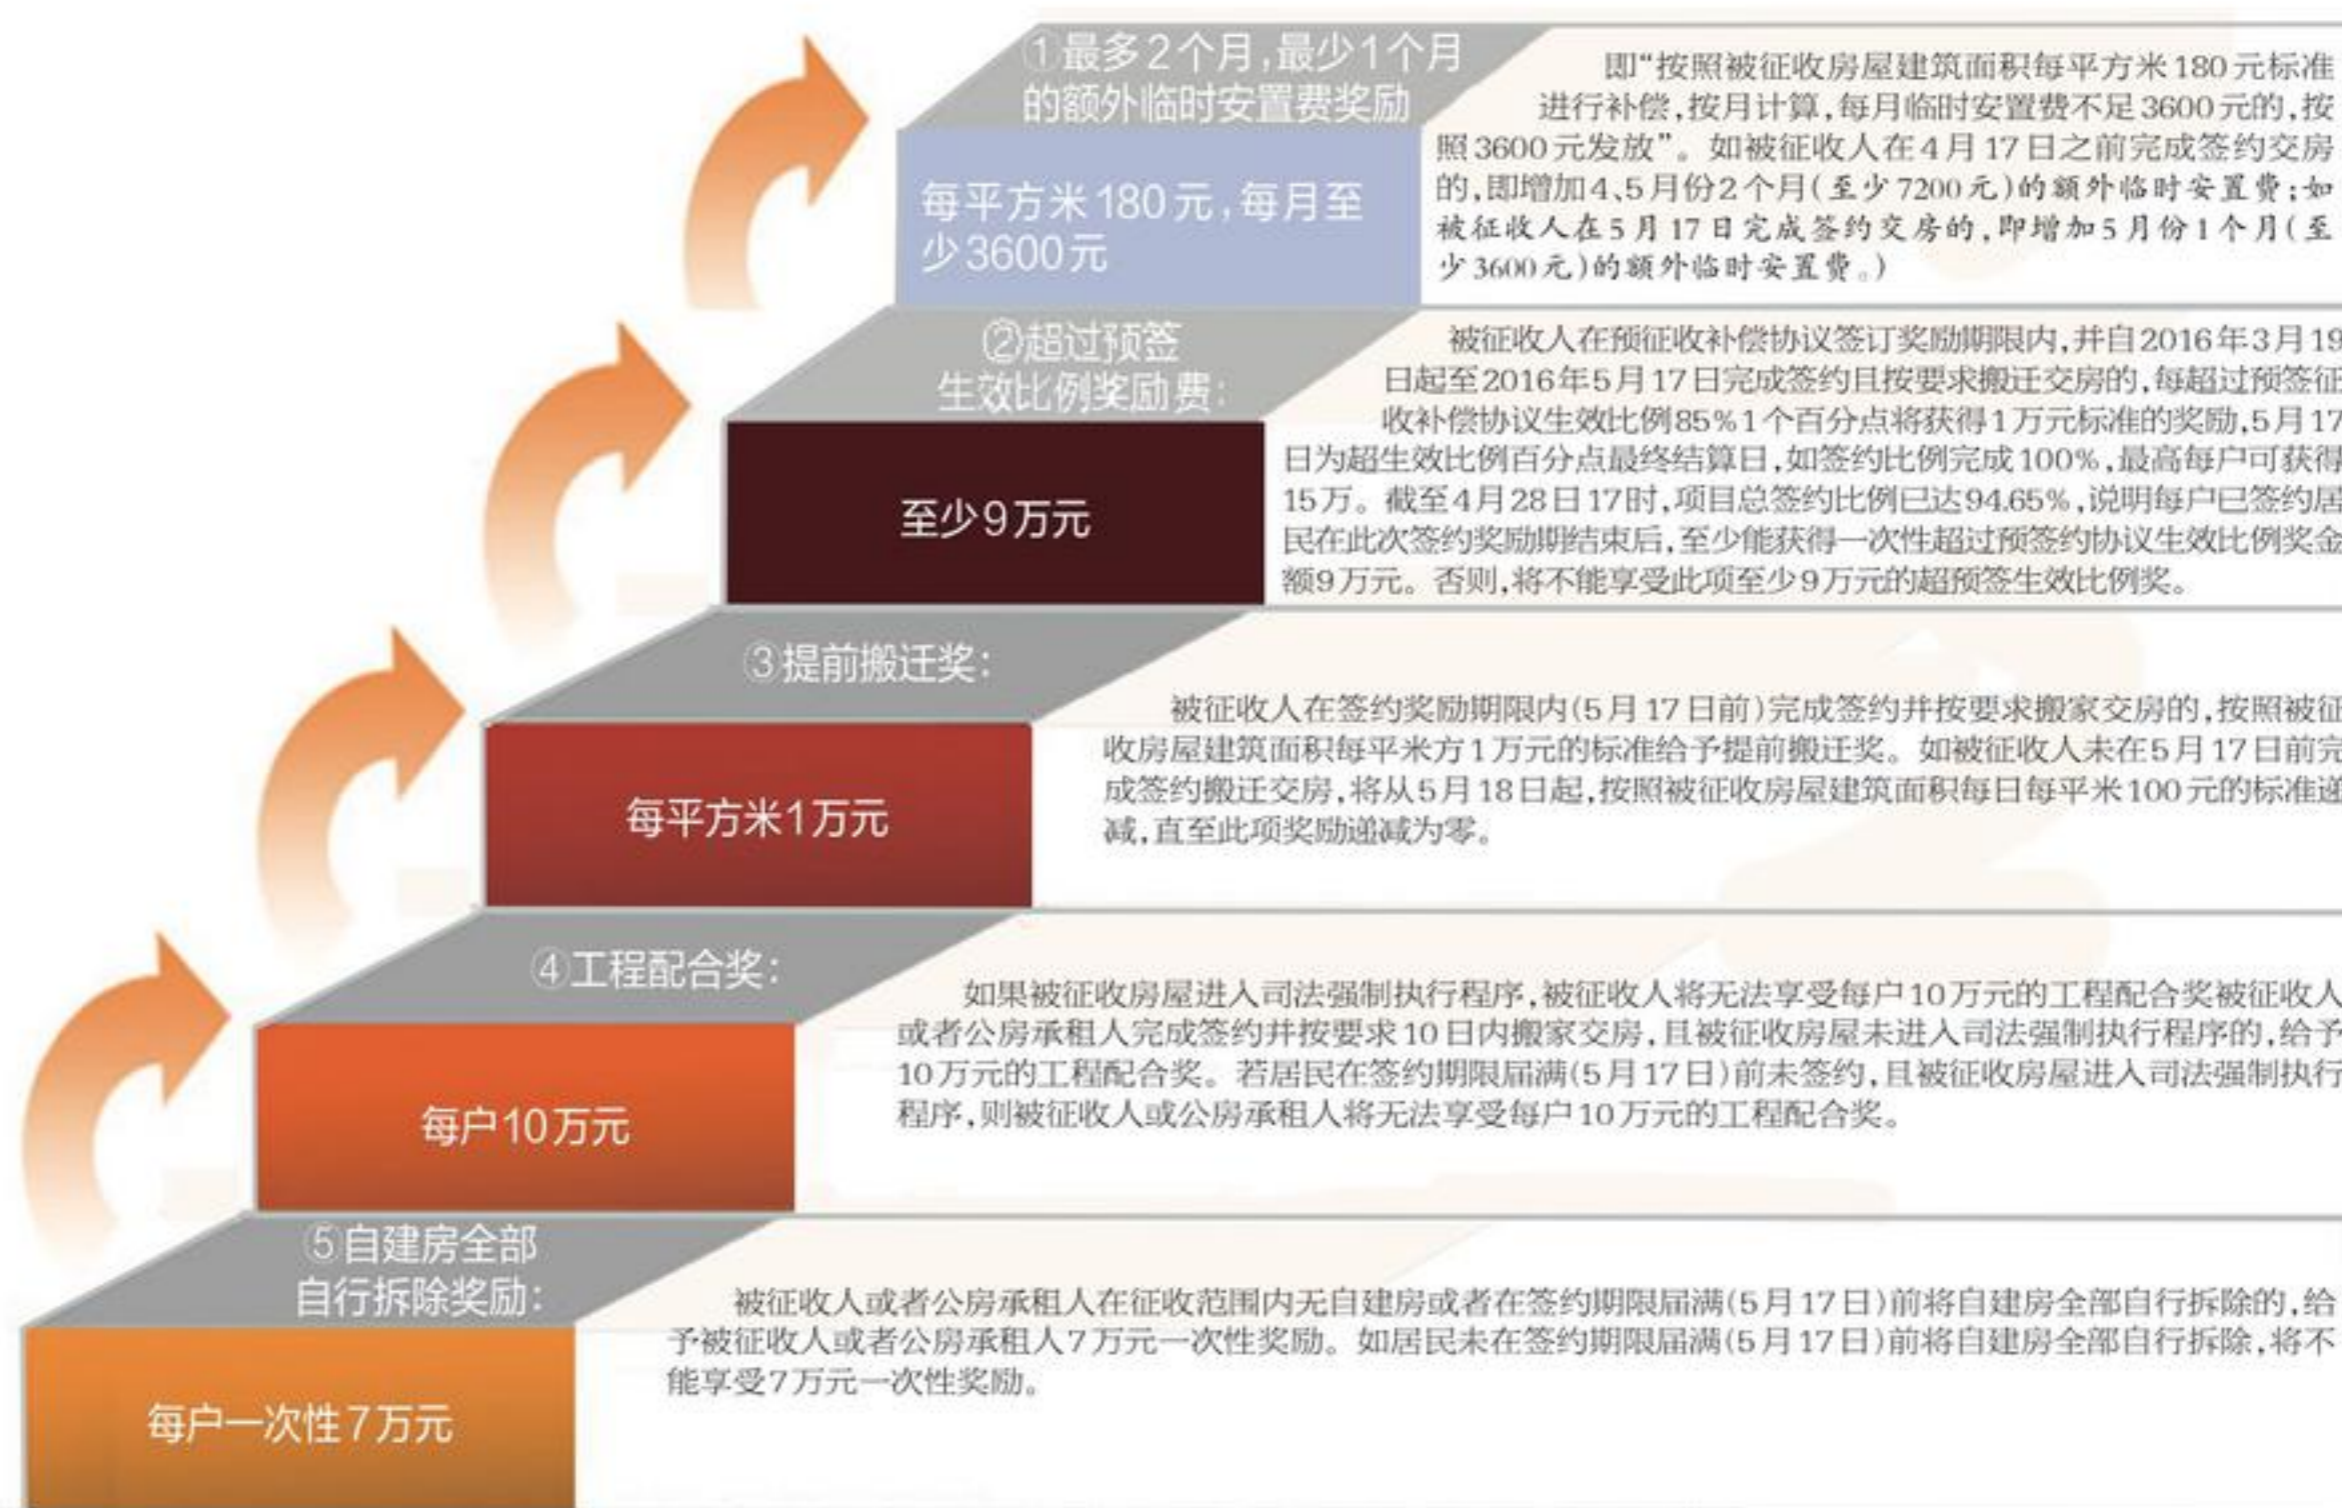 ①最多2个月,最少1个月
的额外临时安置费奖励
每平方米180元,每月至
少3600元
即“按照被征收房屋建筑面积每平方米180元标准
进行补偿,按月计算,每月临时安置费不足3600元的,按
照3600元发放”。如被征收人在4月17日之前完成签约交房
的,即增加4、5月份2个月(至少7200元)的额外临时安置费;如
被征收人在5月17日完成签约交房的,即增加5月份1个月(至
少3600元)的额外临时安置费。)
②超过预签
生效比例奖励费:
至少9万元
被征收人在预征收补偿协议签订奖励期限内,并自2016年3月19
日起至2016年5月17日完成签约且按要求搬迁交房的,每超过预签征
收补偿协议生效比例85%1个百分点将获得1万元标准的奖励,5月17
日为超生效比例百分点最终结算日,如签约比例完成100%,最高每户可获得
15万。截至4月28日17时,项目总签约比例已达94.65%,说明每户已签约居
民在此次签约奖励期结束后,至少能获得一次性超过预签约协议生效比例奖金
额9万元。否则,将不能享受此项至少9万元的超预签生效比例奖。
③提前搬迁奖:
每平方米1万元
被征收人在签约奖励期限内(5月17日前)完成签约并按要求搬家交房的,按照被征
收房屋建筑面积每平米方1万元的标准给予提前搬迁奖。如被征收人未在5月17日前完
成签约搬迁交房,将从5月18日起,按照被征收房屋建筑面积每日每平米100元的标准递
减,直至此项奖励递减为零。
④工程配合奖:
每户10万元
如果被征收房屋进入司法强制执行程序,被征收人将无法享受每户10万元的工程配合奖被征收人
或者公房承租人完成签约并按要求10日内搬家交房,且被征收房屋未进入司法强制执行程序的,给予
10万元的工程配合奖。若居民在签约期限届满(5月17日)前未签约,且被征收房屋进入司法强制执行
程序,则被征收人或公房承租人将无法享受每户10万元的工程配合奖。
⑤自建房全部
自行拆除奖励:
每户一次性7万元
被征收人或者公房承租人在征收范围内无自建房或者在签约期限届满(5月17日)前将自建房全部自行拆除的,给
予被征收人或者公房承租人7万元一次性奖励。如居民未在签约期限届满(5月17日)前将自建房全部自行拆除,将不
能享受7万元一次性奖励。